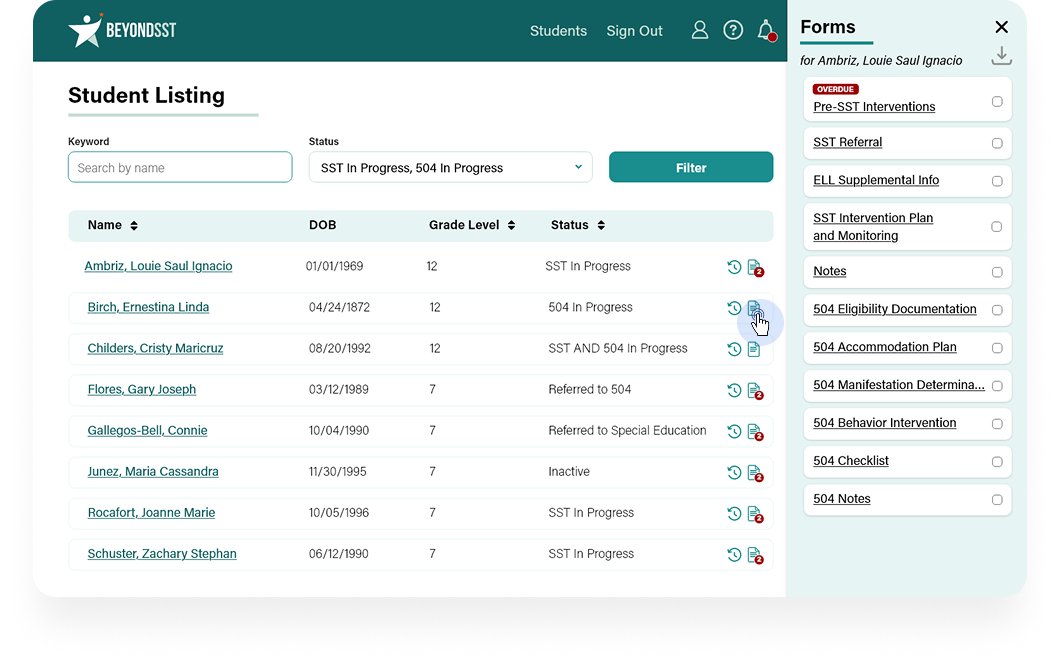 BEYONDSST
Students Sign Out
Student Listing
Keyword Status
Search by name SST In Progress, 504 In Progress Filter
Name DOB Grade Level Status
Ambriz, Louie Saul Ignacio 01/01/1969 12 SST In Progress 2
Birch, Ernestina Linda 04/24/1872 12 504 In Progress
Childers, Cristy Maricruz 08/20/1992 12 SST AND 504 In Progress
Flores, Gary Joseph 03/12/1989 7 Referred to 504 2
Gallegos-Bell, Connie 10/04/1990 7 Referred to Special Education 2
Junez, Maria Cassandra 11/30/1995 7 Inactive 2
Rocafort, Joanne Marie 10/05/1996 7 SST In Progress 2
Schuster, Zachary Stephan 06/12/1990 7 SST In Progress 2
Forms
for Ambriz, Louie Saul Ignacio
OVERDUE
Pre-SST Interventions
SST Referral
ELL Supplemental Info
SST Intervention Plan
and Monitoring
Notes
504 Eligibility Documentation
504 Accommodation Plan
504 Manifestation Determina...
504 Behavior Intervention
504 Checklist
504 Notes